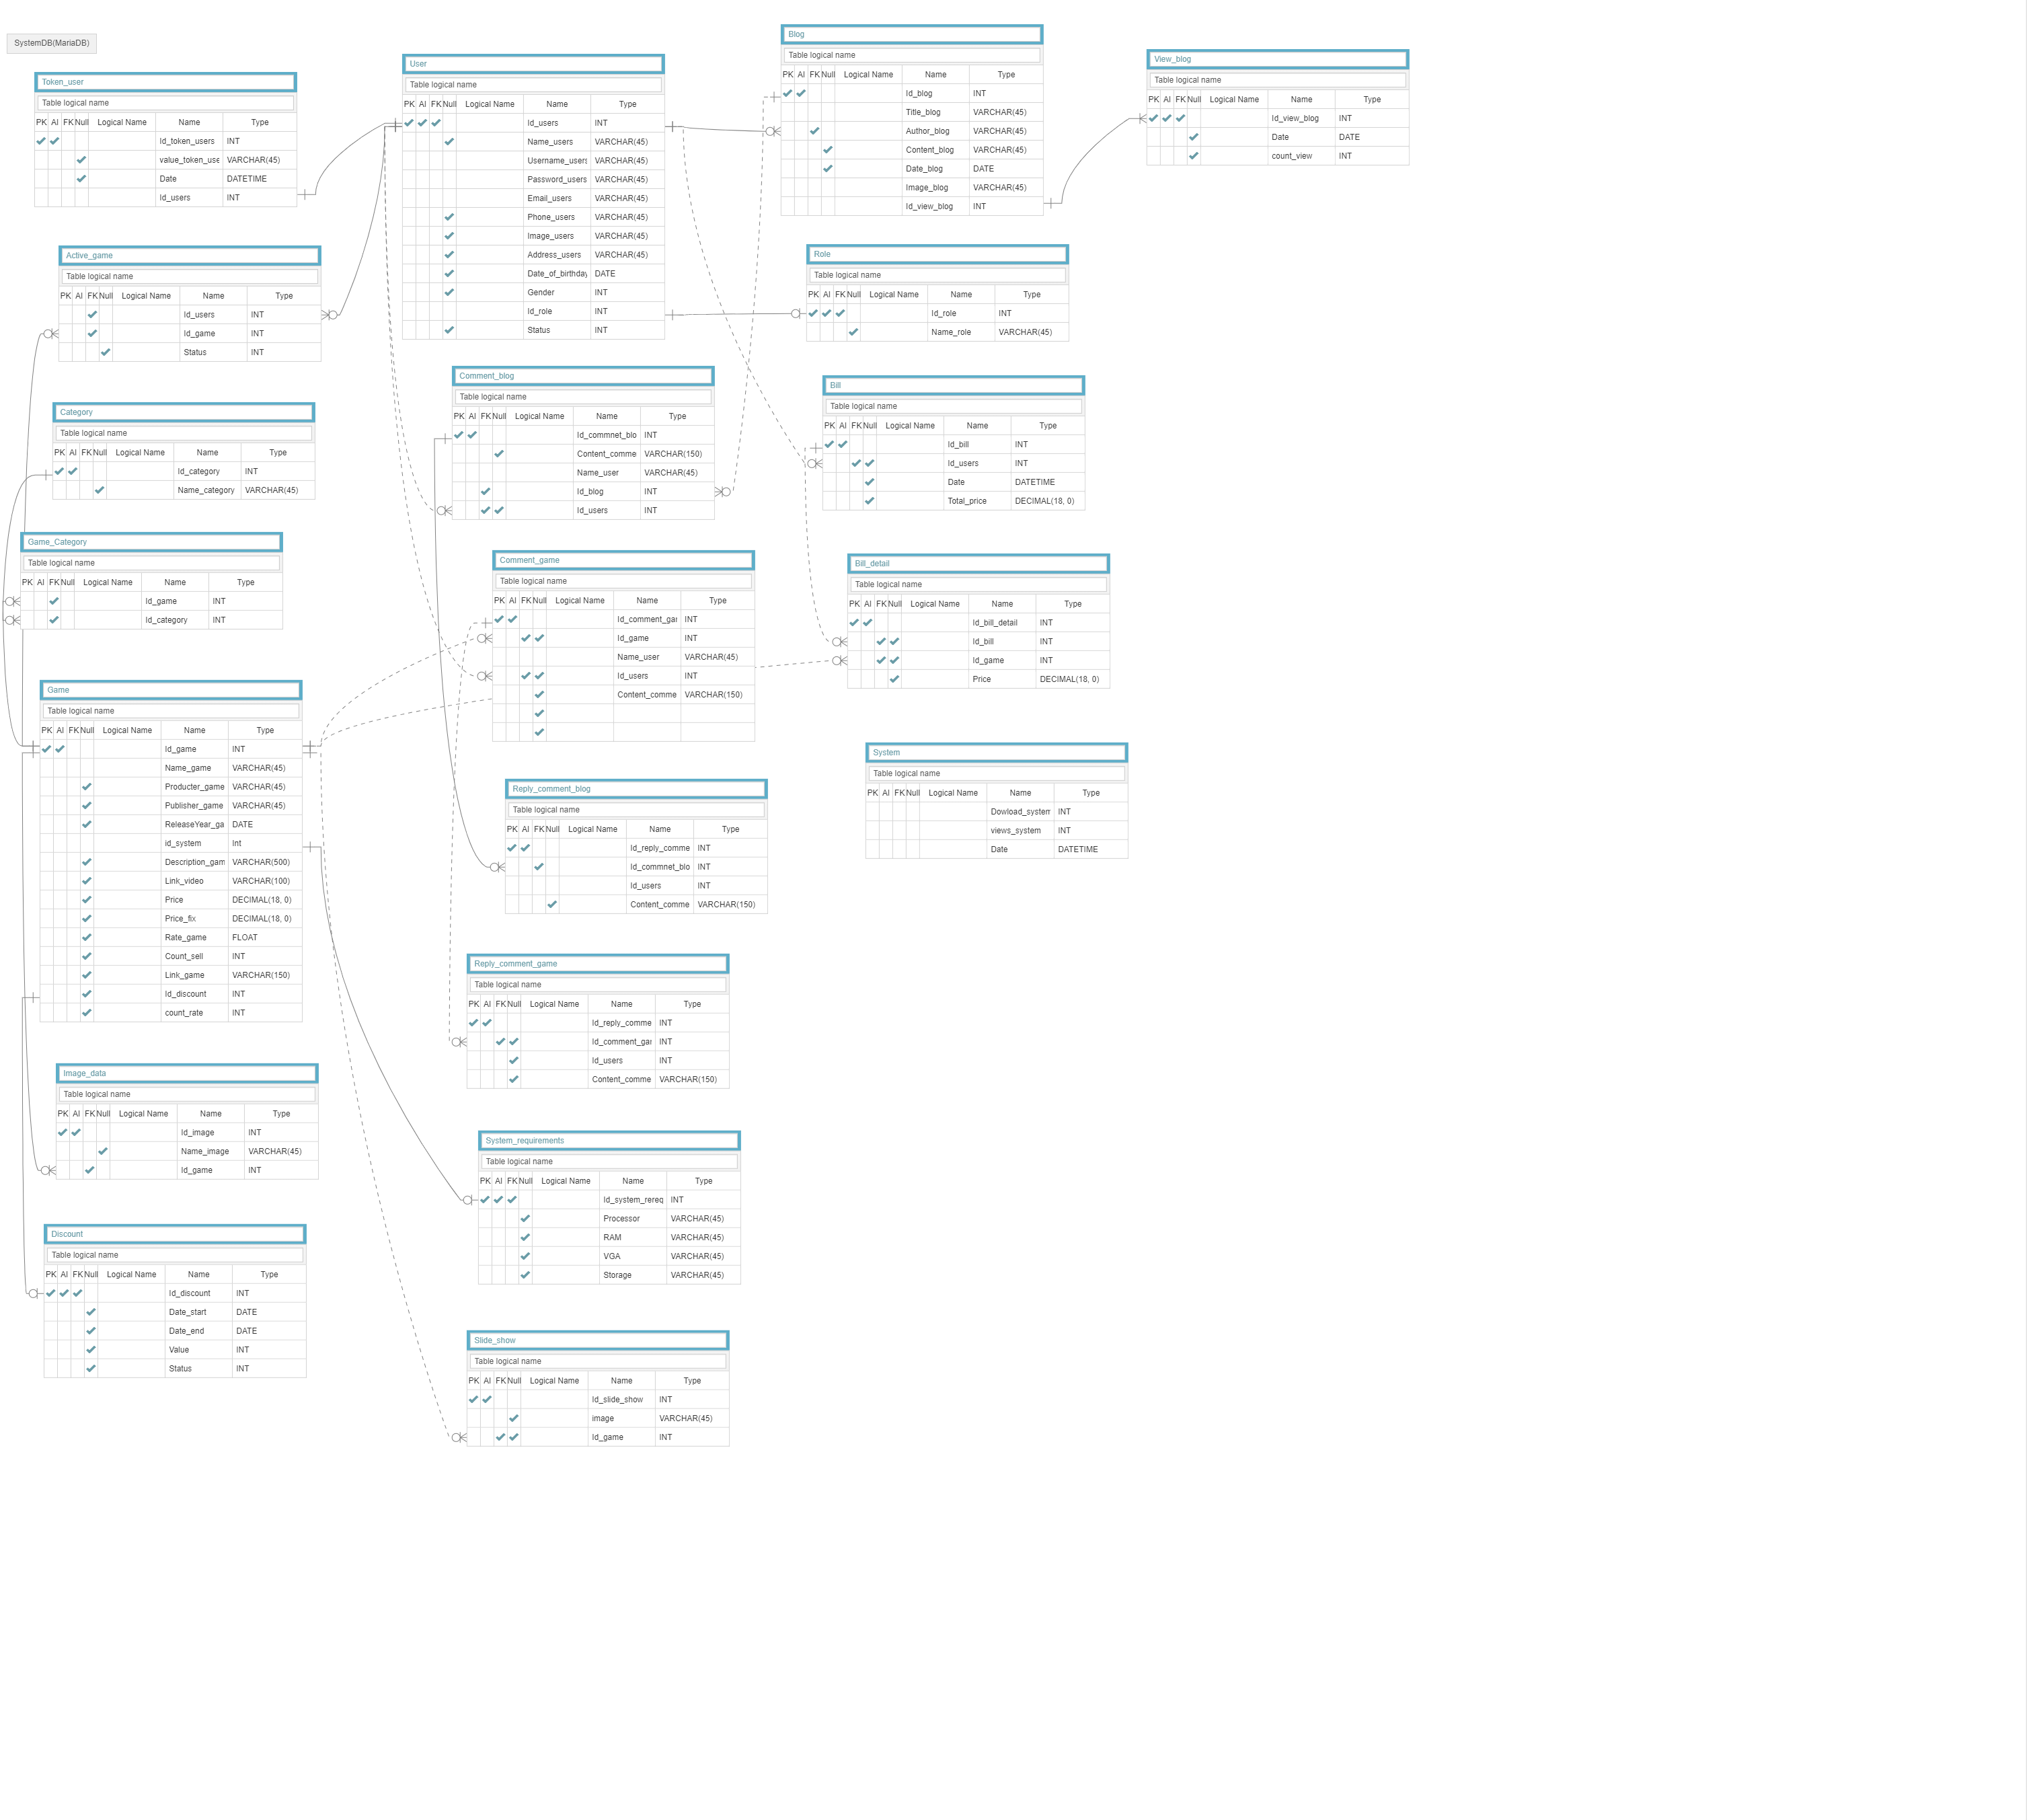 SystemDB(MariaDB)
Token_user
Table logical name
PK AI FK Null Logical Name Name Type
Id_token_users INT
value_token_use VARCHAR(45)
Date DATETIME
Id_users INT
User
Table logical name
PK AI FK Null Logical Name Name Type
Id_users INT
Name_users VARCHAR(45)
Username_users VARCHAR(45)
Password_users VARCHAR(45)
Email_users VARCHAR(45)
Phone_users VARCHAR(45)
Image_users VARCHAR(45)
Address_users VARCHAR(45)
Date_of_birthday DATE
Gender INT
Id_role INT
Status INT
Blog
Table logical name
PK AI FK Null Logical Name Name Type
Id_blog INT
Title_blog VARCHAR(45)
Author_blog VARCHAR(45)
Content_blog VARCHAR(45)
Date_blog DATE
Image_blog VARCHAR(45)
Id_view_blog INT
View_blog
Table logical name
PK AI FK Null Logical Name Name Type
Id_view_blog INT
Date DATE
count_view INT
Active_game
Table logical name
PK AI FK Null Logical Name Name Type
Id_users INT
Id_game INT
Status INT
Role
Table logical name
PK AI FK Null Logical Name Name Type
Id_role INT
Name_role VARCHAR(45)
Category
Table logical name
PK AI FK Null Logical Name Name Type
Id_category INT
Name_category VARCHAR(45)
Comment_blog
Table logical name
PK AI FK Null Logical Name Name Type
Id_commnet_blo INT
Content_comme VARCHAR(150)
Name_user VARCHAR(45)
Id_blog INT
Id_users INT
Bill
Table logical name
PK AI FK Null Logical Name Name Type
Id_bill INT
Id_users INT
Date DATETIME
Total_price DECIMAL(18, 0)
Game_Category
Table logical name
PK AI FK Null Logical Name Name Type
Id_game INT
Id_category INT
Comment_game
Table logical name
PK AI FK Null Logical Name Name Type
Id_comment_gar INT
Id_game INT
Name_user VARCHAR(45)
Id_users INT
Content_comme VARCHAR(150)
Bill_detail
Table logical name
PK AI FK Null Logical Name Name Type
Id_bill_detail INT
Id_bill INT
Id_game INT
Price DECIMAL(18, 0)
Game
Table logical name
PK AI FK Null Logical Name Name Type
Id_game INT
Name_game VARCHAR(45)
Producter_game VARCHAR(45)
Publisher_game VARCHAR(45)
ReleaseYear_ga DATE
id_system Int
Description_gam VARCHAR(500)
Link_video VARCHAR(100)
Price DECIMAL(18, 0)
Price_fix DECIMAL(18, 0)
Rate_game FLOAT
Count_sell INT
Link_game VARCHAR(150)
Id_discount INT
count_rate INT
System
Table logical name
PK AI FK Null Logical Name Name Type
Dowload_system INT
views_system INT
Date DATETIME
Reply_comment_blog
Table logical name
PK AI FK Null Logical Name Name Type
Id_reply_comme INT
Id_commnet_blo INT
Id_users INT
Content_comme VARCHAR(150)
Reply_comment_game
Table logical name
PK AI FK Null Logical Name Name Type
Id_reply_comme INT
Id_comment_gar INT
Id_users INT
Content_comme VARCHAR(150)
Image_data
Table logical name
PK AI FK Null Logical Name Name Type
Id_image INT
Name_image VARCHAR(45)
Id_game INT
System_requirements
Table logical name
PK AI FK Null Logical Name Name Type
Id_system_rereq INT
Processor VARCHAR(45)
RAM VARCHAR(45)
VGA VARCHAR(45)
Storage VARCHAR(45)
Discount
Table logical name
PK AI FK Null Logical Name Name Type
Id_discount INT
Date_start DATE
Date_end DATE
Value INT
Status INT
Slide_show
Table logical name
PK AI FK Null Logical Name Name Type
Id_slide_show INT
image VARCHAR(45)
Id_game INT